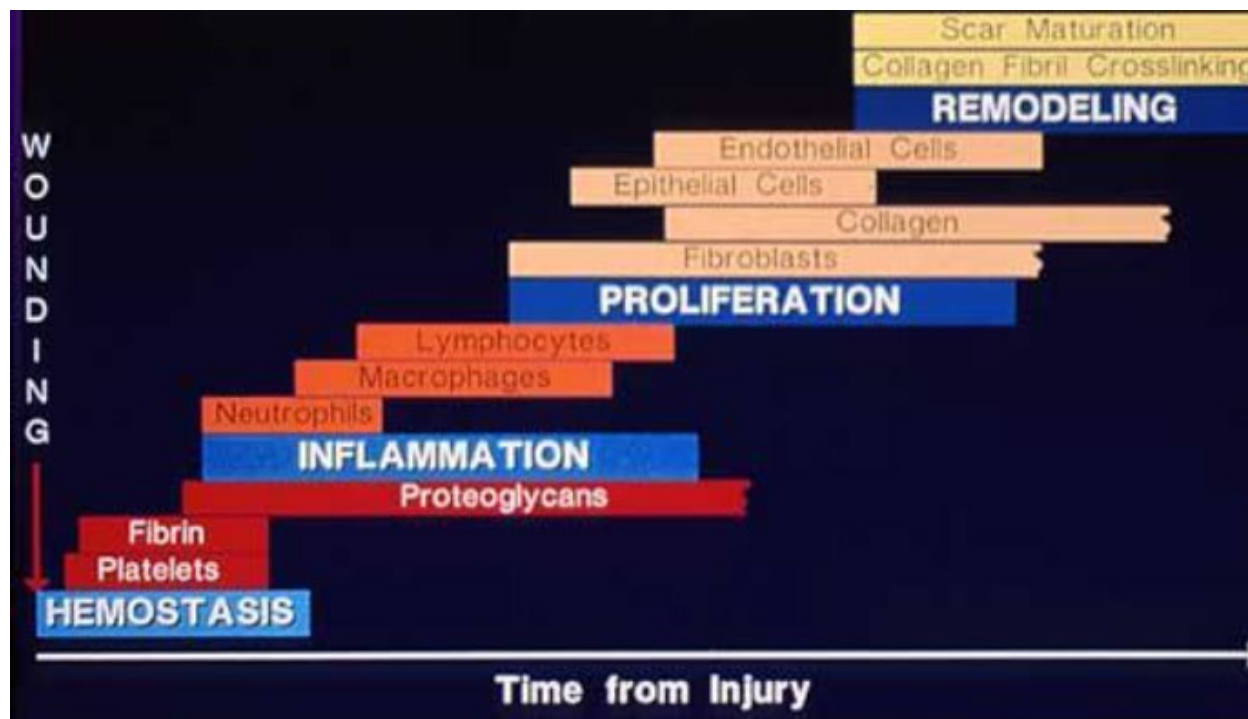 Scar Maturation
Collagen Fibril Crosslinking
REMODELING
WOUNDING
Endothelial Cells
Epithelial Cells
Collagen
Fibroblasts
PROLIFERATION
Lymphocytes
Macrophages
Neutrophils
INFLAMMATION
Proteoglycans
Fibrin
Platelets
HEMOSTASIS
Time from Injury